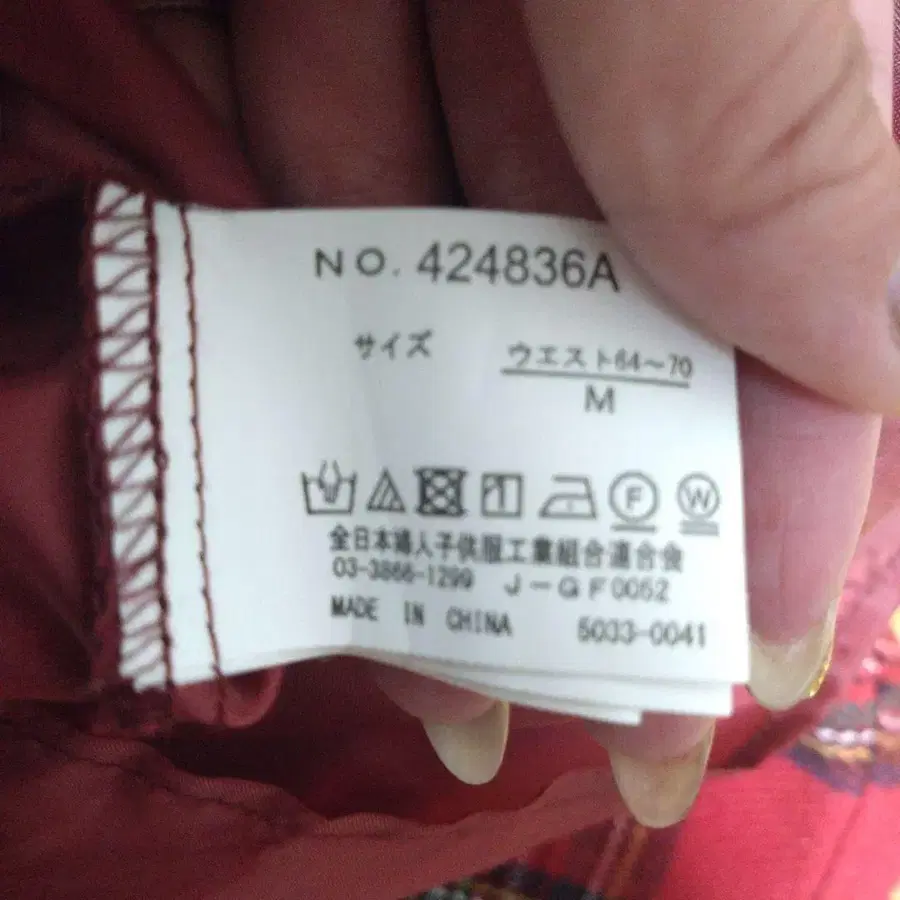 NO. 424836A
サイズ ウエスト64〜70
M
F W
全日本婦人子供服工業組合連合会
03-3866-1299 J-GF0052
MADE IN CHINA 5033-0041